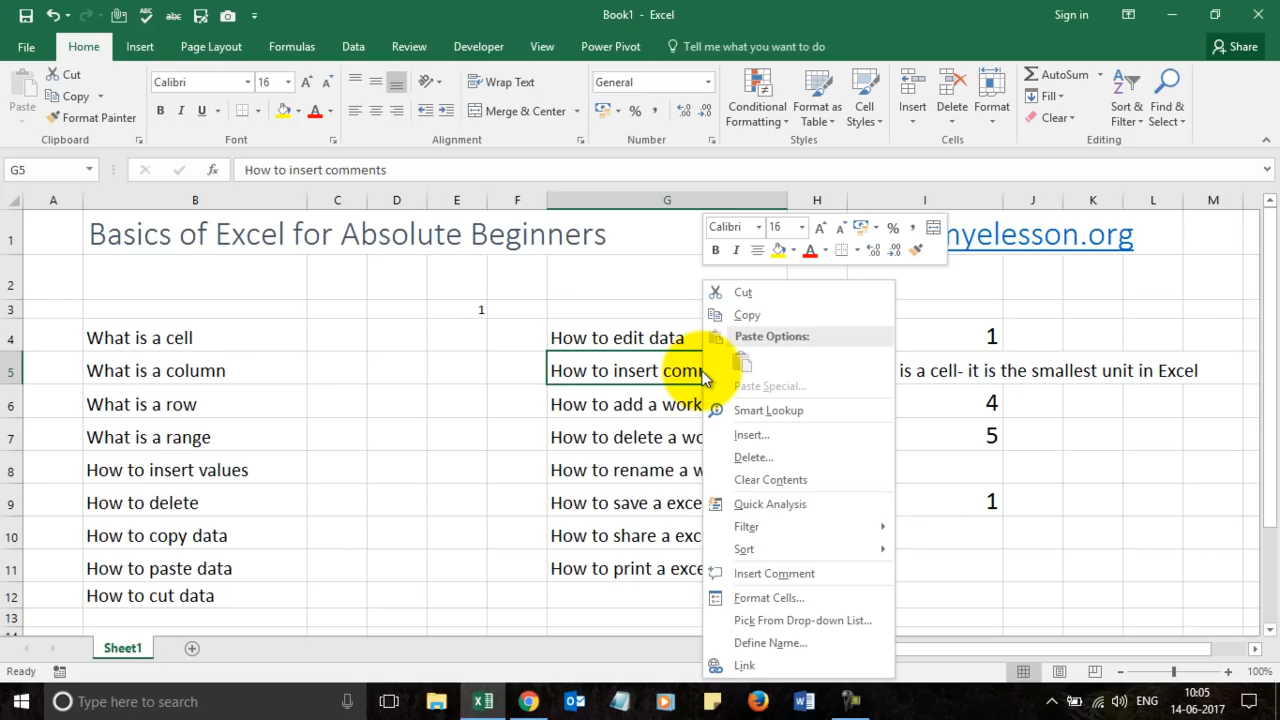 Book1 - Excel
Sign in
File
Home
Insert
Page Layout
Formulas
Data
Review
Developer
View
Power Pivot
Tell me what you want to do
Share
Paste
Cut
Copy
Format Painter
Clipboard
Calibri
16
B I U
Font
Wrap Text
Merge & Center
Alignment
General
Number
Conditional Formatting
Format as Table
Cell Styles
Styles
Insert
Delete
Format
Cells
AutoSum
Fill
Clear
Sort & Filter
Find & Select
Editing
G5
How to insert comments
A B C D E F G H I J K L M
1 Basics of Excel for Absolute Beginners
nyelesson.org
Calibri 16
B I
2
3 1
4 What is a cell How to edit data 1
5 What is a column How to insert comm is a cell- it is the smallest unit in Excel
6 What is a row How to add a work 4
7 What is a range How to delete a wo 5
8 How to insert values How to rename a w
9 How to delete How to save a exce 1
10 How to copy data How to share a exc
11 How to paste data How to print a exce
12 How to cut data
13
Cut
Copy
Paste Options:
Paste Special...
Smart Lookup
Insert...
Delete...
Clear Contents
Quick Analysis
Filter
Sort
Insert Comment
Format Cells...
Pick From Drop-down List...
Define Name...
Link
Sheet1
Ready
100%
Type here to search
ENG
10:05
14-06-2017